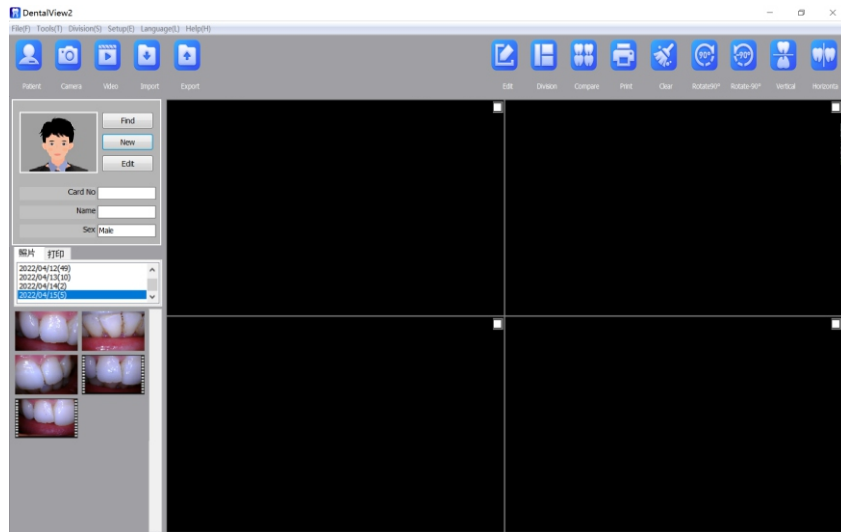 DentalView2
File(F) Tools(T) Division(S) Setup(E) Language(L) Help(H)
90° -90°
Patient Camera Video Import Export Edit Division Compare Print Clear Rotate90° Rotate-90° Vertical Horizonta
Find
New
Edit
Card No
Name
Sex Male
照片 打印
2022/04/12(49)
2022/04/13(10)
2022/04/14(2)
2022/04/15(5)